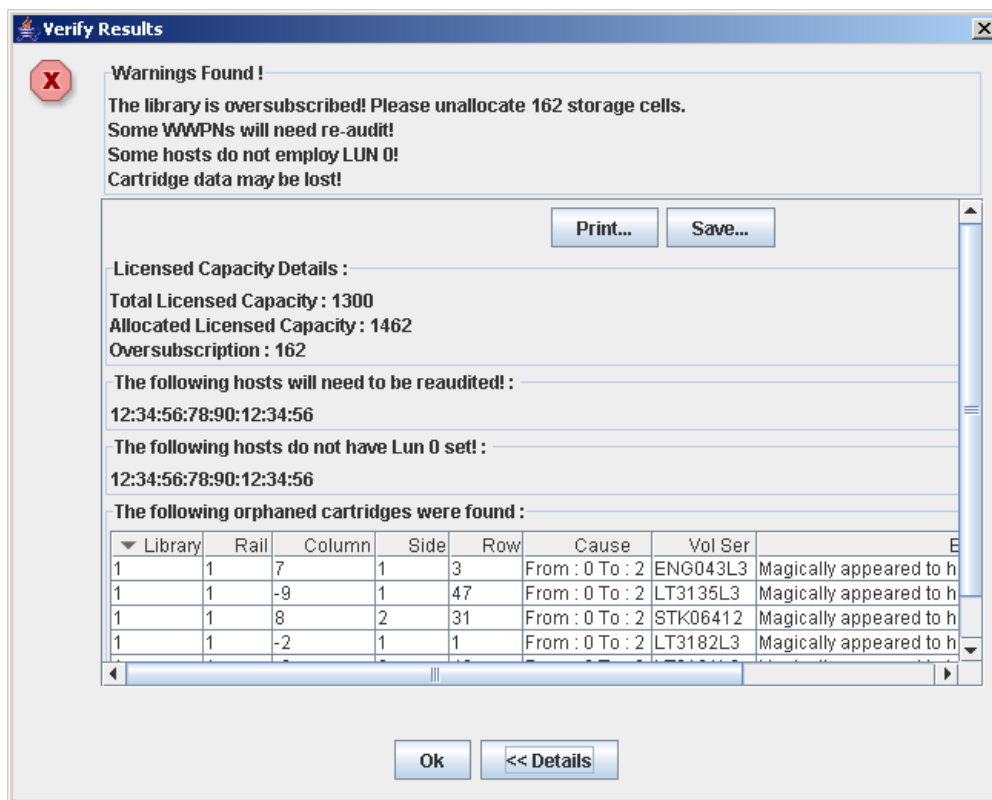 Verify Results
Warnings Found !
The library is oversubscribed! Please unallocate 162 storage cells.
Some WWPNs will need re-audit!
Some hosts do not employ LUN 0!
Cartridge data may be lost!
Print... Save...
Licensed Capacity Details :
Total Licensed Capacity : 1300
Allocated Licensed Capacity : 1462
Oversubscription : 162
The following hosts will need to be reaudited! :
12:34:56:78:90:12:34:56
The following hosts do not have Lun 0 set! :
12:34:56:78:90:12:34:56
The following orphaned cartridges were found :
Library Rail Column Side Row Cause Vol Ser E
1 1 7 1 3 From : 0 To : 2 ENG043L3 Magically appeared to h
1 1 -9 1 47 From : 0 To : 2 LT3135L3 Magically appeared to h
1 1 8 2 31 From : 0 To : 2 STK06412 Magically appeared to h
1 1 -2 1 1 From : 0 To : 2 LT3182L3 Magically appeared to h
Ok << Details